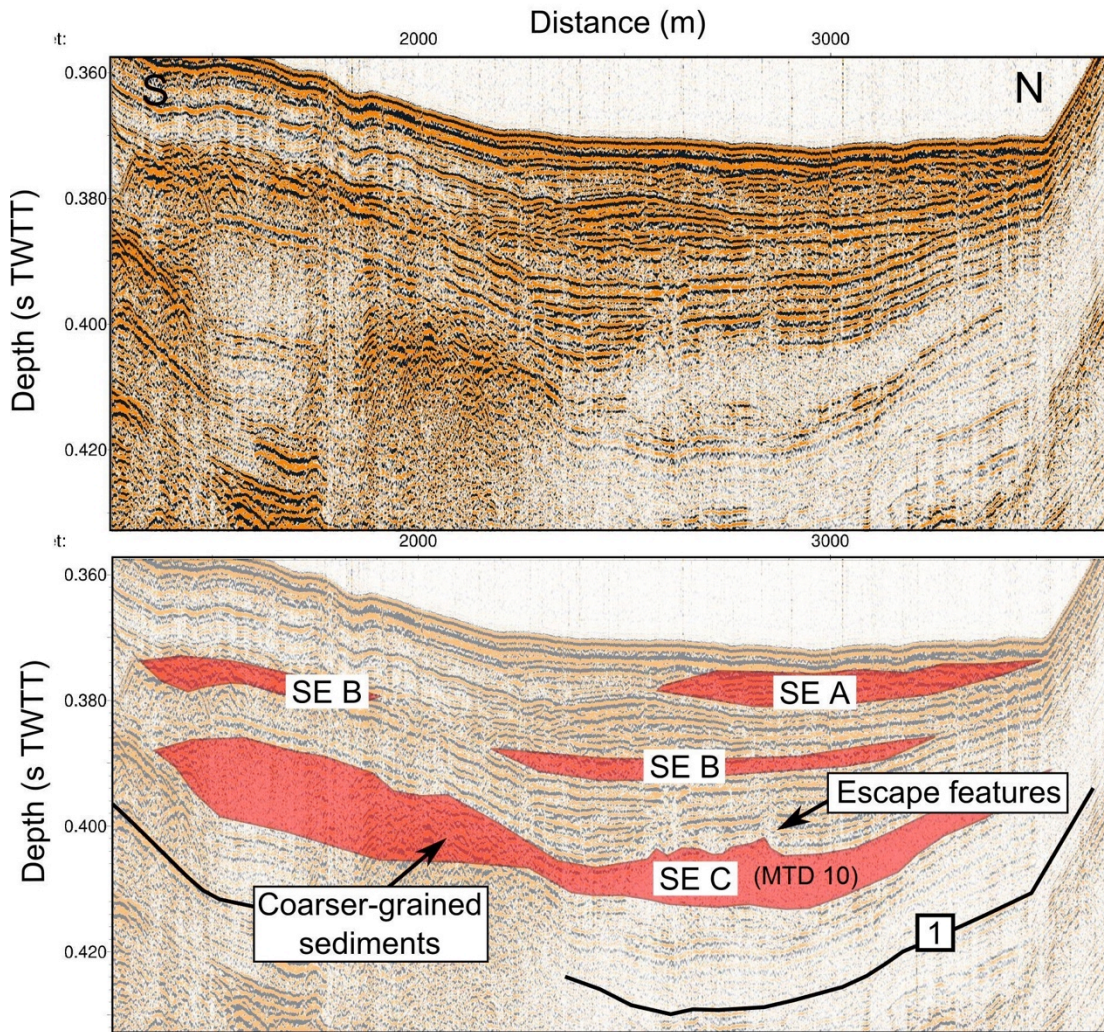 Distance (m)
:t: 2000 3000
0.360
S N
0.380
Depth (s TWTT)
0.400
0.420
:t: 2000 3000
0.360
SE B SE A
0.380
SE B
Depth (s TWTT)
Escape features
0.400
SE C (MTD 10)
Coarser-grained
sediments
1
0.420